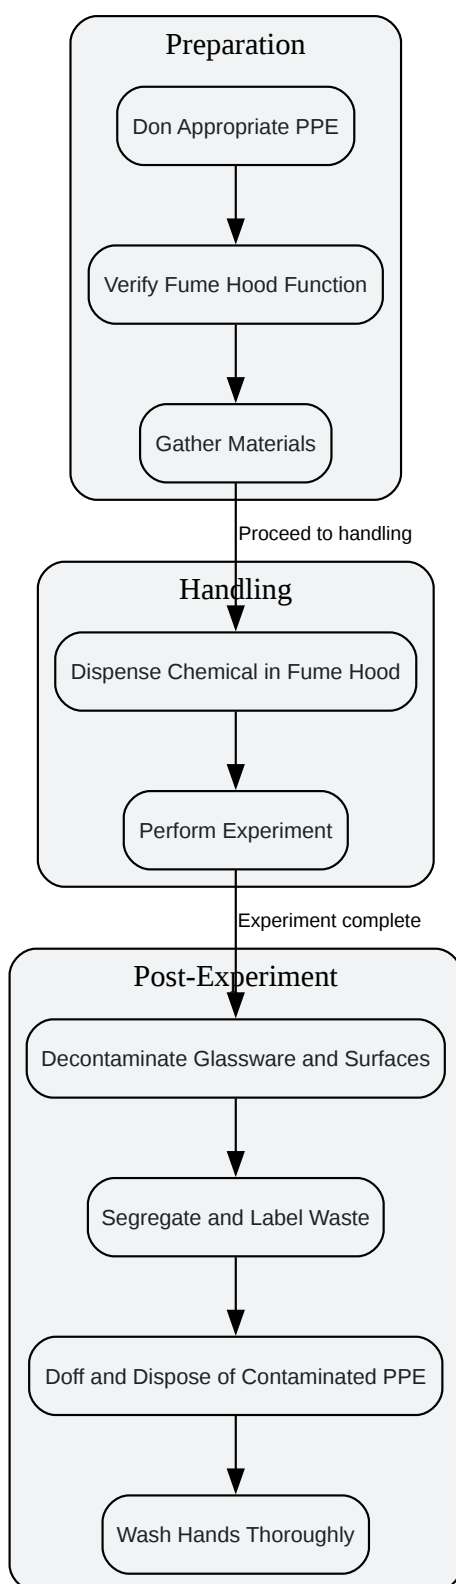 Preparation
Don Appropriate PPE
Verify Fume Hood Function
Gather Materials
Proceed to handling
Handling
Dispense Chemical in Fume Hood
Perform Experiment
Experiment complete
Post-Experiment
Decontaminate Glassware and Surfaces
Segregate and Label Waste
Doff and Dispose of Contaminated PPE
Wash Hands Thoroughly